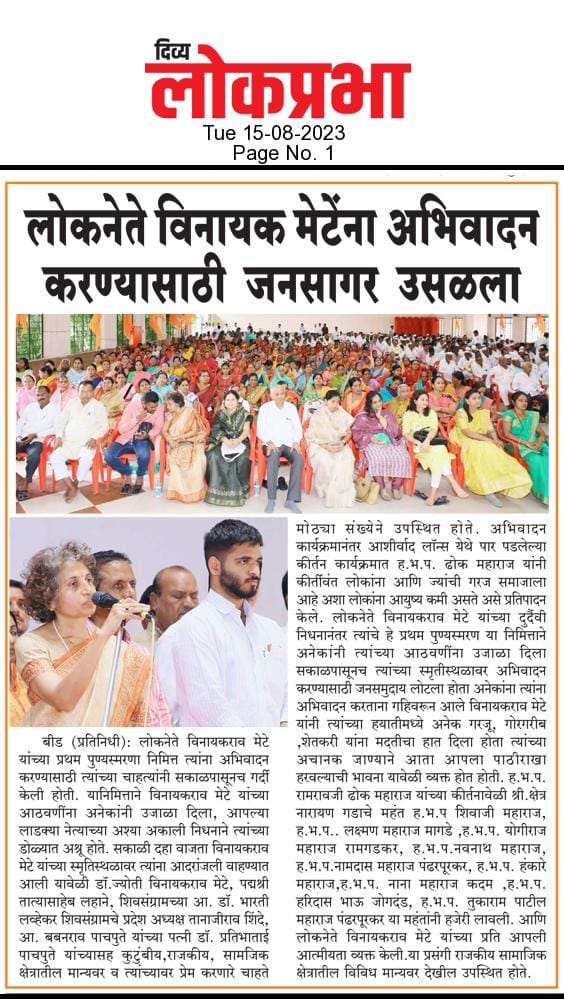 दिव्य
लोकप्रभा
Tue 15-08-2023
Page No. 1
लोकनेते विनायक मेटेंना अभिवादन
करण्यासाठी जनसागर उसळला
बीड (प्रतिनिधी): लोकनेते विनायकराव मेटे
यांच्या प्रथम पुण्यस्मरणा निमित्त त्यांना अभिवादन
करण्यासाठी त्यांच्या चाहत्यांनी सकाळपासूनच गर्दी
केली होती. यानिमित्ताने विनायकराव मेटे यांच्या
आठवणींना अनेकांनी उजाळा दिला, आपल्या
लाडक्या नेत्याच्या अश्या अकाली निधनाने त्यांच्या
डोळ्यात अश्रू होते. सकाळी दहा वाजता विनायकराव
मेटे यांच्या स्मृतिस्थळावर त्यांना आदरांजली वाहण्यात
आली यावेळी डॉ.ज्योती विनायकराव मेटे, पद्मश्री
तात्यासाहेब लहाने, शिवसंग्रामच्या आ. डॉ. भारती
लव्हेकर शिवसंग्रामचे प्रदेश अध्यक्ष तानाजीराव शिंदे,
आ. बबनराव पाचपुते यांच्या पत्नी डॉ. प्रतिभाताई
पाचपुते यांच्यासह कुटुंबीय,राजकीय, सामजिक
क्षेत्रातील मान्यवर व त्यांच्यावर प्रेम करणारे चाहते
मोठ्या संख्येने उपस्थित होते. अभिवादन
कार्यक्रमानंतर आशीर्वाद लॉन्स येथे पार पडलेल्या
कीर्तन कार्यक्रमात ह.भ.प. ढोक महाराज यांनी
कीर्तीवंत लोकांना आणि ज्यांची गरज समाजाला
आहे अशा लोकांना आयुष्य कमी असते असे प्रतिपादन
केले. लोकनेते विनायकराव मेटे यांच्या दुर्दैवी
निधनानंतर त्यांचे हे प्रथम पुण्यस्मरण या निमित्ताने
अनेकांनी त्यांच्या आठवणींना उजाळा दिला
सकाळपासूनच त्यांच्या स्मृतीस्थळावर अभिवादन
करण्यासाठी जनसमुदाय लोटला होता अनेकांना त्यांना
अभिवादन करताना गहिवरून आले विनायकराव मेटे
यांनी त्यांच्या हयातीमध्ये अनेक गरजू, गोरगरीब
,शेतकरी यांना मदतीचा हात दिला होता त्यांच्या
अचानक जाण्याने आता आपला पाठीराखा
हरवल्याची भावना यावेळी व्यक्त होत होती. ह.भ.प.
रामरावजी ढोक महाराज यांच्या कीर्तनावेळी श्री.क्षेत्र
नारायण गडाचे महंत ह.भ.प शिवाजी महाराज,
ह.भ.प.. लक्ष्मण महाराज मागडे ,ह.भ.प. योगीराज
महाराज रामगडकर, ह.भ.प.नवनाथ महाराज,
ह.भ.प.नामदास महाराज पंढरपूरकर, ह.भ.प. हंकारे
महाराज,ह.भ.प. नाना महाराज कदम ,ह.भ.प.
हरिदास भाऊ जोगदंड, ह.भ.प. तुकाराम पाटील
महाराज पंढरपूरकर या महंतांनी हजेरी लावली. आणि
लोकनेते विनायकराव मेटे यांच्या प्रति आपली
आत्मीयता व्यक्त केली.या प्रसंगी राजकीय सामाजिक
क्षेत्रातील विविध मान्यवर देखील उपस्थित होते.